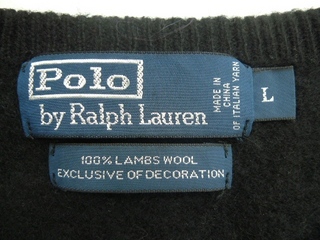 Polo
by Ralph Lauren
MADE IN
CHINA
OF ITALIAN YARN
L
100% LAMBS WOOL
EXCLUSIVE OF DECORATION